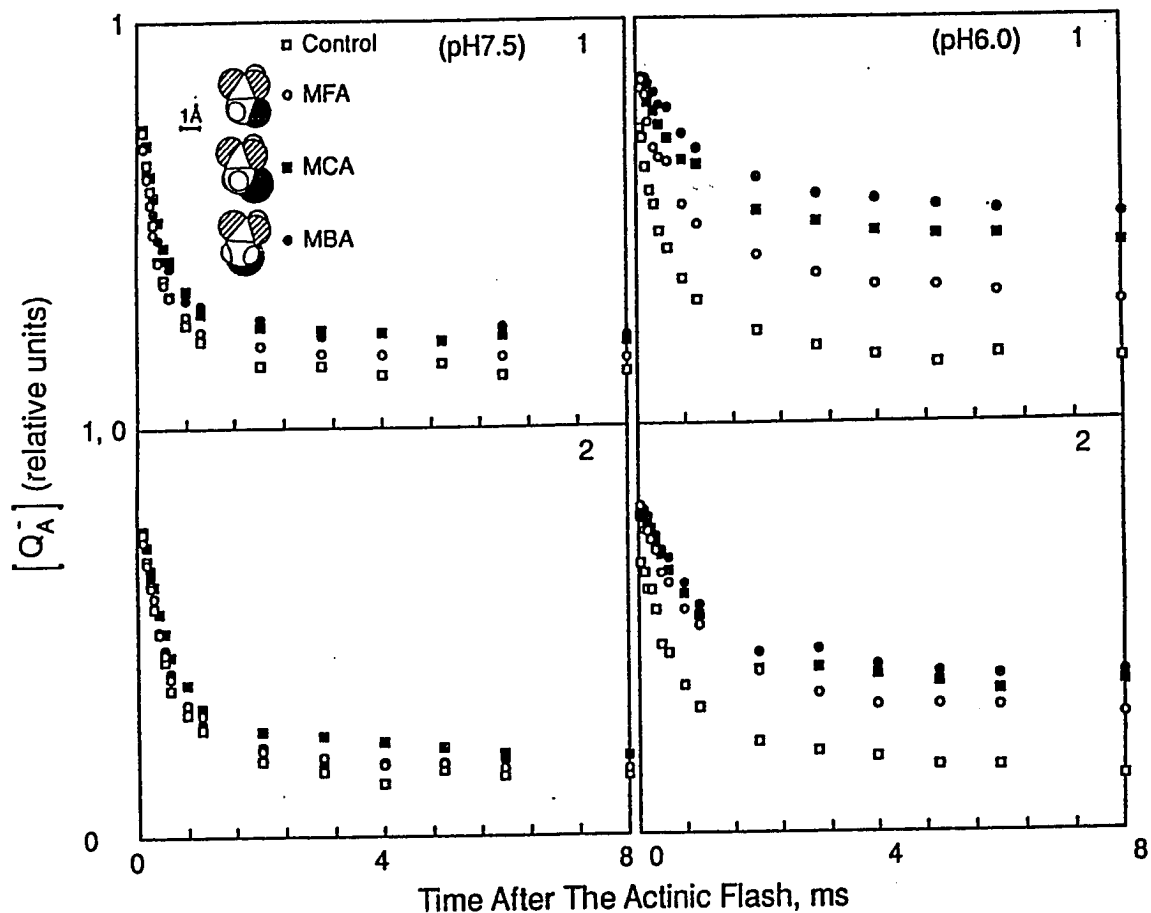 1
Control
(pH7.5) 1
(pH6.0) 1
MFA
1Å
MCA
MBA
[Q_A^-] (relative units)
1, 0
2
2
0
0 4 8 0 4 8
Time After The Actinic Flash, ms